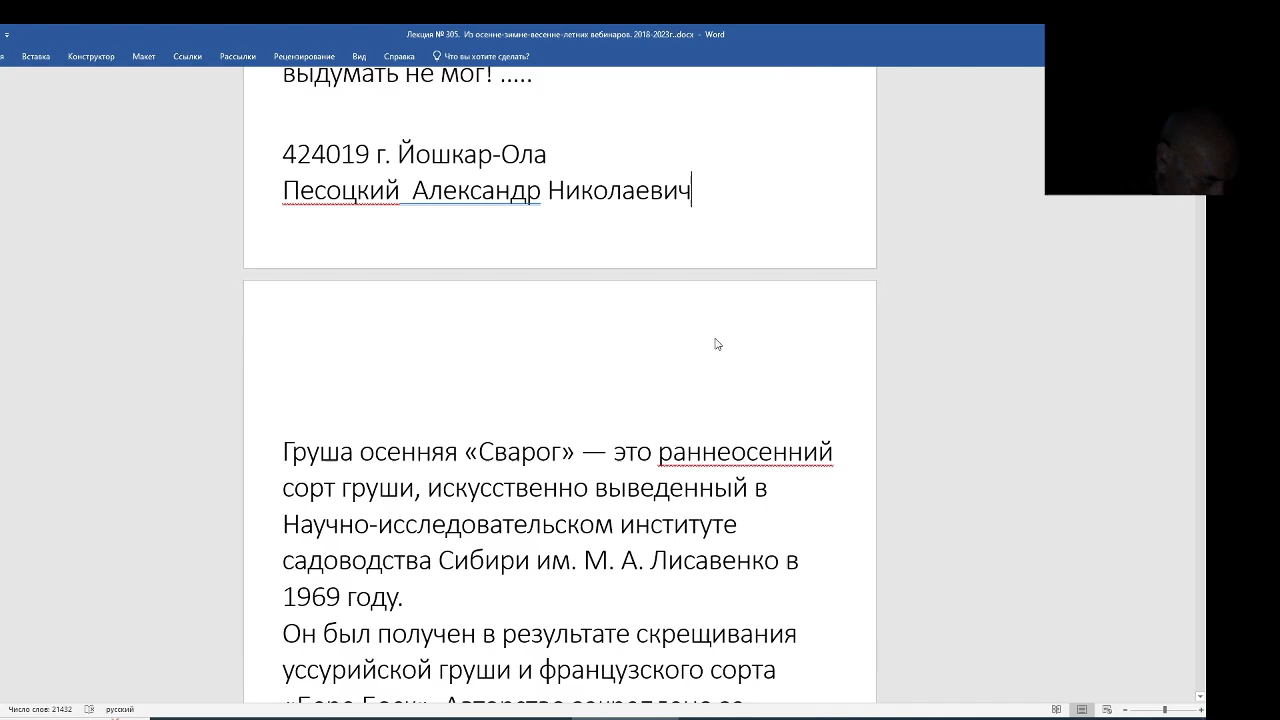 Лекция № 305. Из осенне-зимне-весенне-летних вебинаров. 2018-2023г..docx - Word
Вставка Конструктор Макет Ссылки Рассылки Рецензирование Вид Справка Что вы хотите сделать?
выдумать не мог! .....
424019 г. Йошкар-Ола
Песоцкий Александр Николаевич
Груша осенняя «Сварог» — это раннеосенний
сорт груши, искусственно выведенный в
Научно-исследовательском институте
садоводства Сибири им. М. А. Лисавенко в
1969 году.
Он был получен в результате скрещивания
уссурийской груши и французского сорта
Число слов: 21432 русский